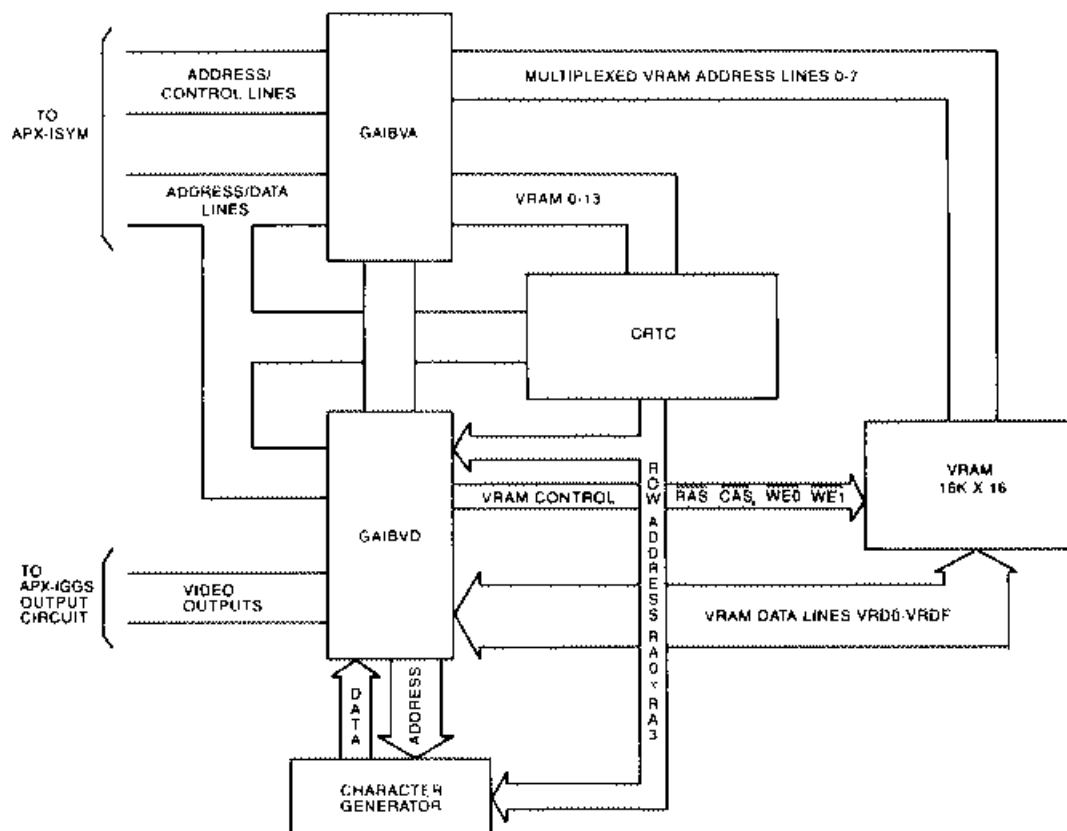 ADDRESS/
CONTROL LINES
MULTIPLEXED VRAM ADDRESS LINES 0-7
TO
APX-ISYM
GAIBVA
ADDRESS/DATA
LINES
VRAM 0-13
CRTC
VRAM
16K X 16
VRAM CONTROL
RAS CAS, WE0 WE1
ROW ADDRESS RA0 RA3
GAIBVD
TO
APX-IGGS
OUTPUT
CIRCUIT
VIDEO
OUTPUTS
VRAM DATA LINES VRD0-VRDF
DATA
ADDRESS
CHARACTER
GENERATOR